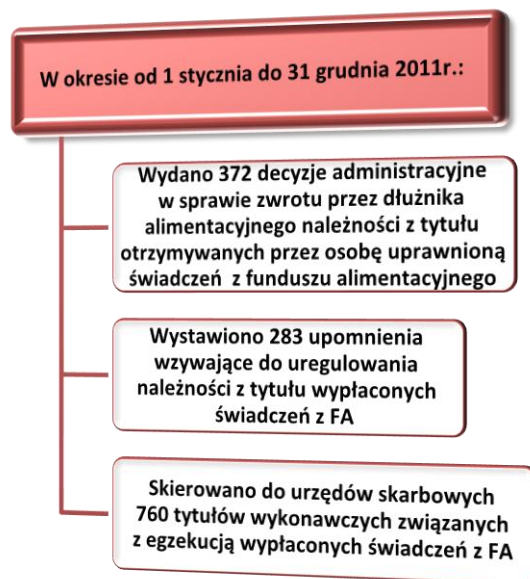 W okresie od 1 stycznia do 31 grudnia 2011r.:
Wydano 372 decyzje administracyjne
w sprawie zwrotu przez dłużnika
alimentacyjnego należności z tytułu
otrzymywanych przez osobę uprawnioną
świadczeń z funduszu alimentacyjnego
Wystawiono 283 upomnienia
wzywające do uregulowania
należności z tytułu wypłaconych
świadczeń z FA
Skierowano do urzędów skarbowych
760 tytułów wykonawczych związanych
z egzekucją wypłaconych świadczeń z FA